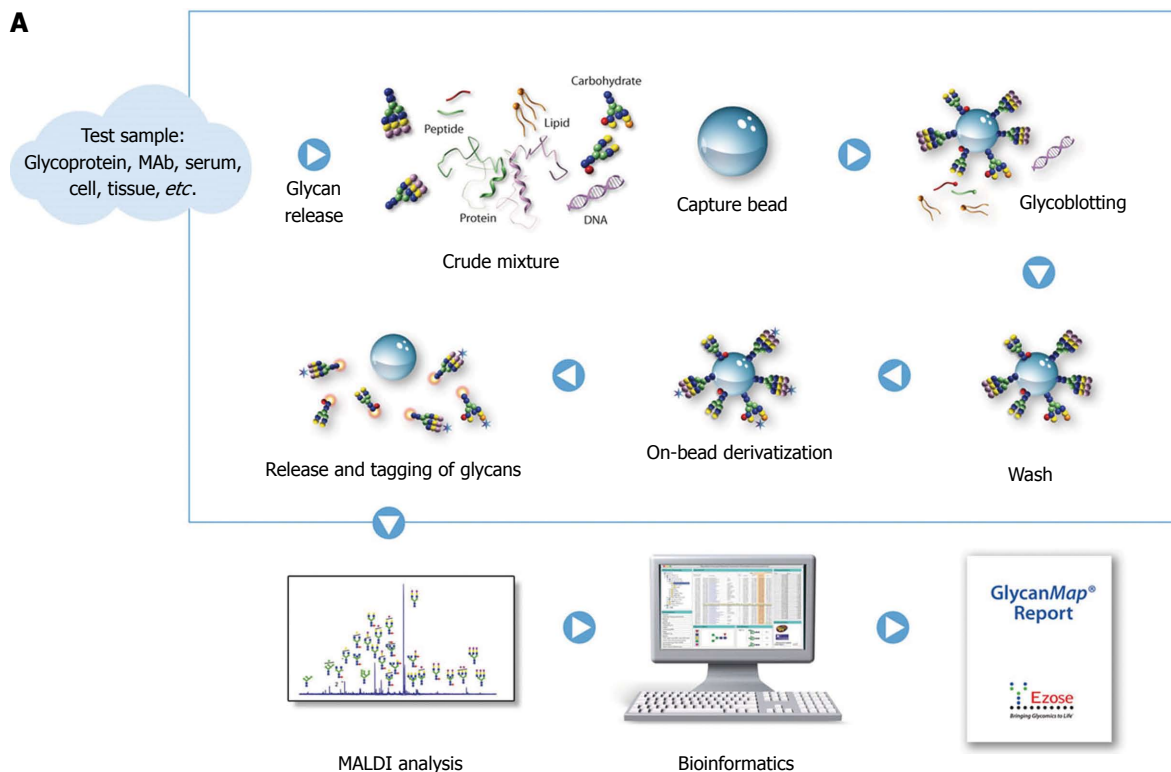 A
Test sample:
Glycoprotein, MAb, serum,
cell, tissue, etc.
Glycan
release
Peptide
Lipid
Carbohydrate
Protein
DNA
Crude mixture
Capture bead
Glycoblotting
Release and tagging of glycans
On-bead derivatization
Wash
MALDI analysis
Bioinformatics
GlycanMap®
Report
Ezose
Bringing Glycomics to Life